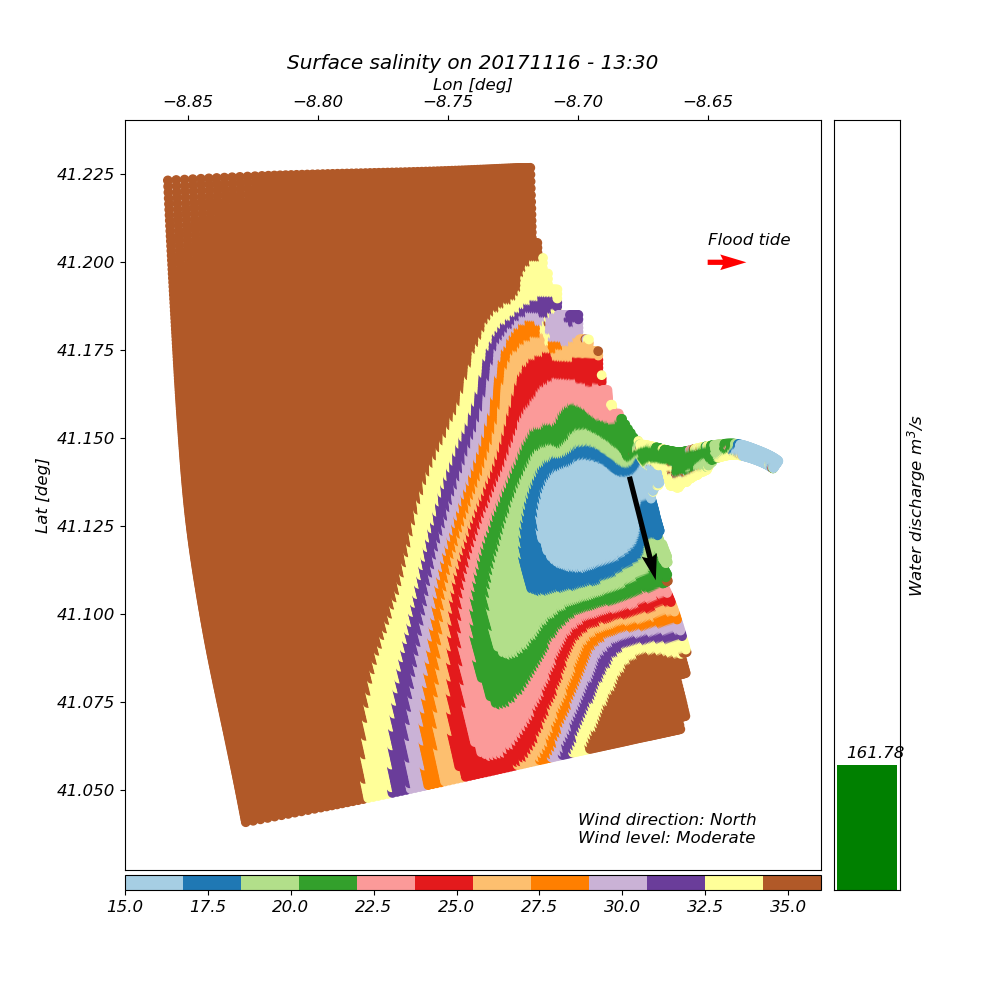 Surface salinity on 20171116 - 13:30
Lon [deg]
−8.85 −8.80 −8.75 −8.70 −8.65
41.225
41.200
41.175
41.150
41.125
41.100
41.075
41.050
Lat [deg]
Flood tide
Wind direction: North
Wind level: Moderate
161.78
Water discharge m³/s
15.0 17.5 20.0 22.5 25.0 27.5 30.0 32.5 35.0